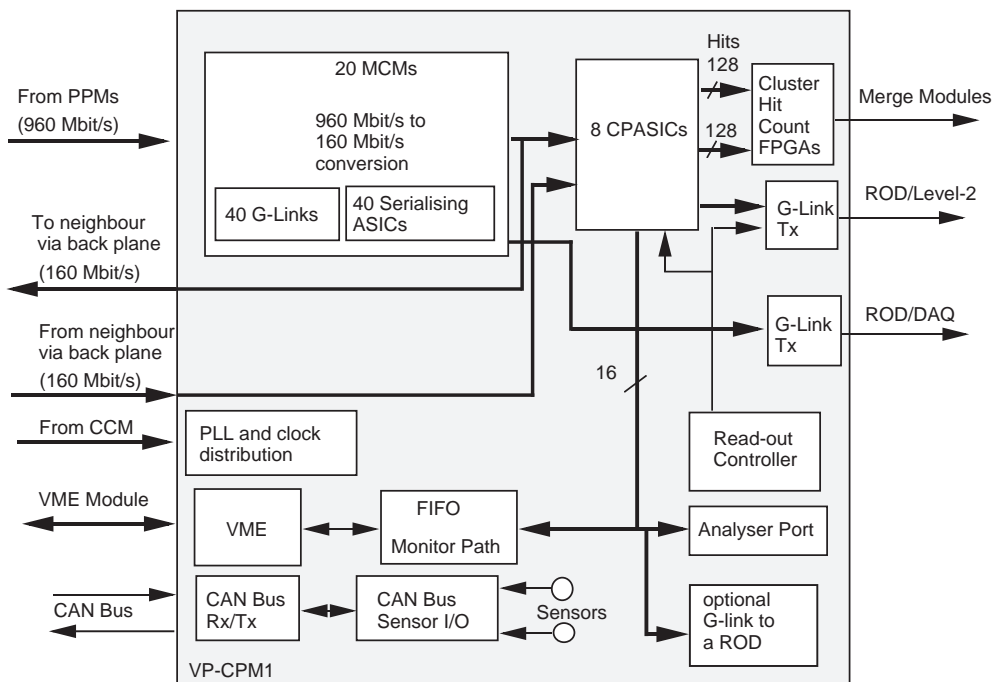 From PPMs
(960 Mbit/s)
To neighbour
via back plane
(160 Mbit/s)
From neighbour
via back plane
(160 Mbit/s)
From CCM
VME Module
CAN Bus
20 MCMs
960 Mbit/s to
160 Mbit/s
conversion
40 G-Links
40 Serialising
ASICs
8 CPASICs
Hits
128
128
Cluster
Hit
Count
FPGAs
Merge Modules
G-Link
Tx
ROD/Level-2
G-Link
Tx
ROD/DAQ
16
PLL and clock
distribution
Read-out
Controller
VME
FIFO
Monitor Path
Analyser Port
CAN Bus
Rx/Tx
CAN Bus
Sensor I/O
Sensors
optional
G-link to
a ROD
VP-CPM1